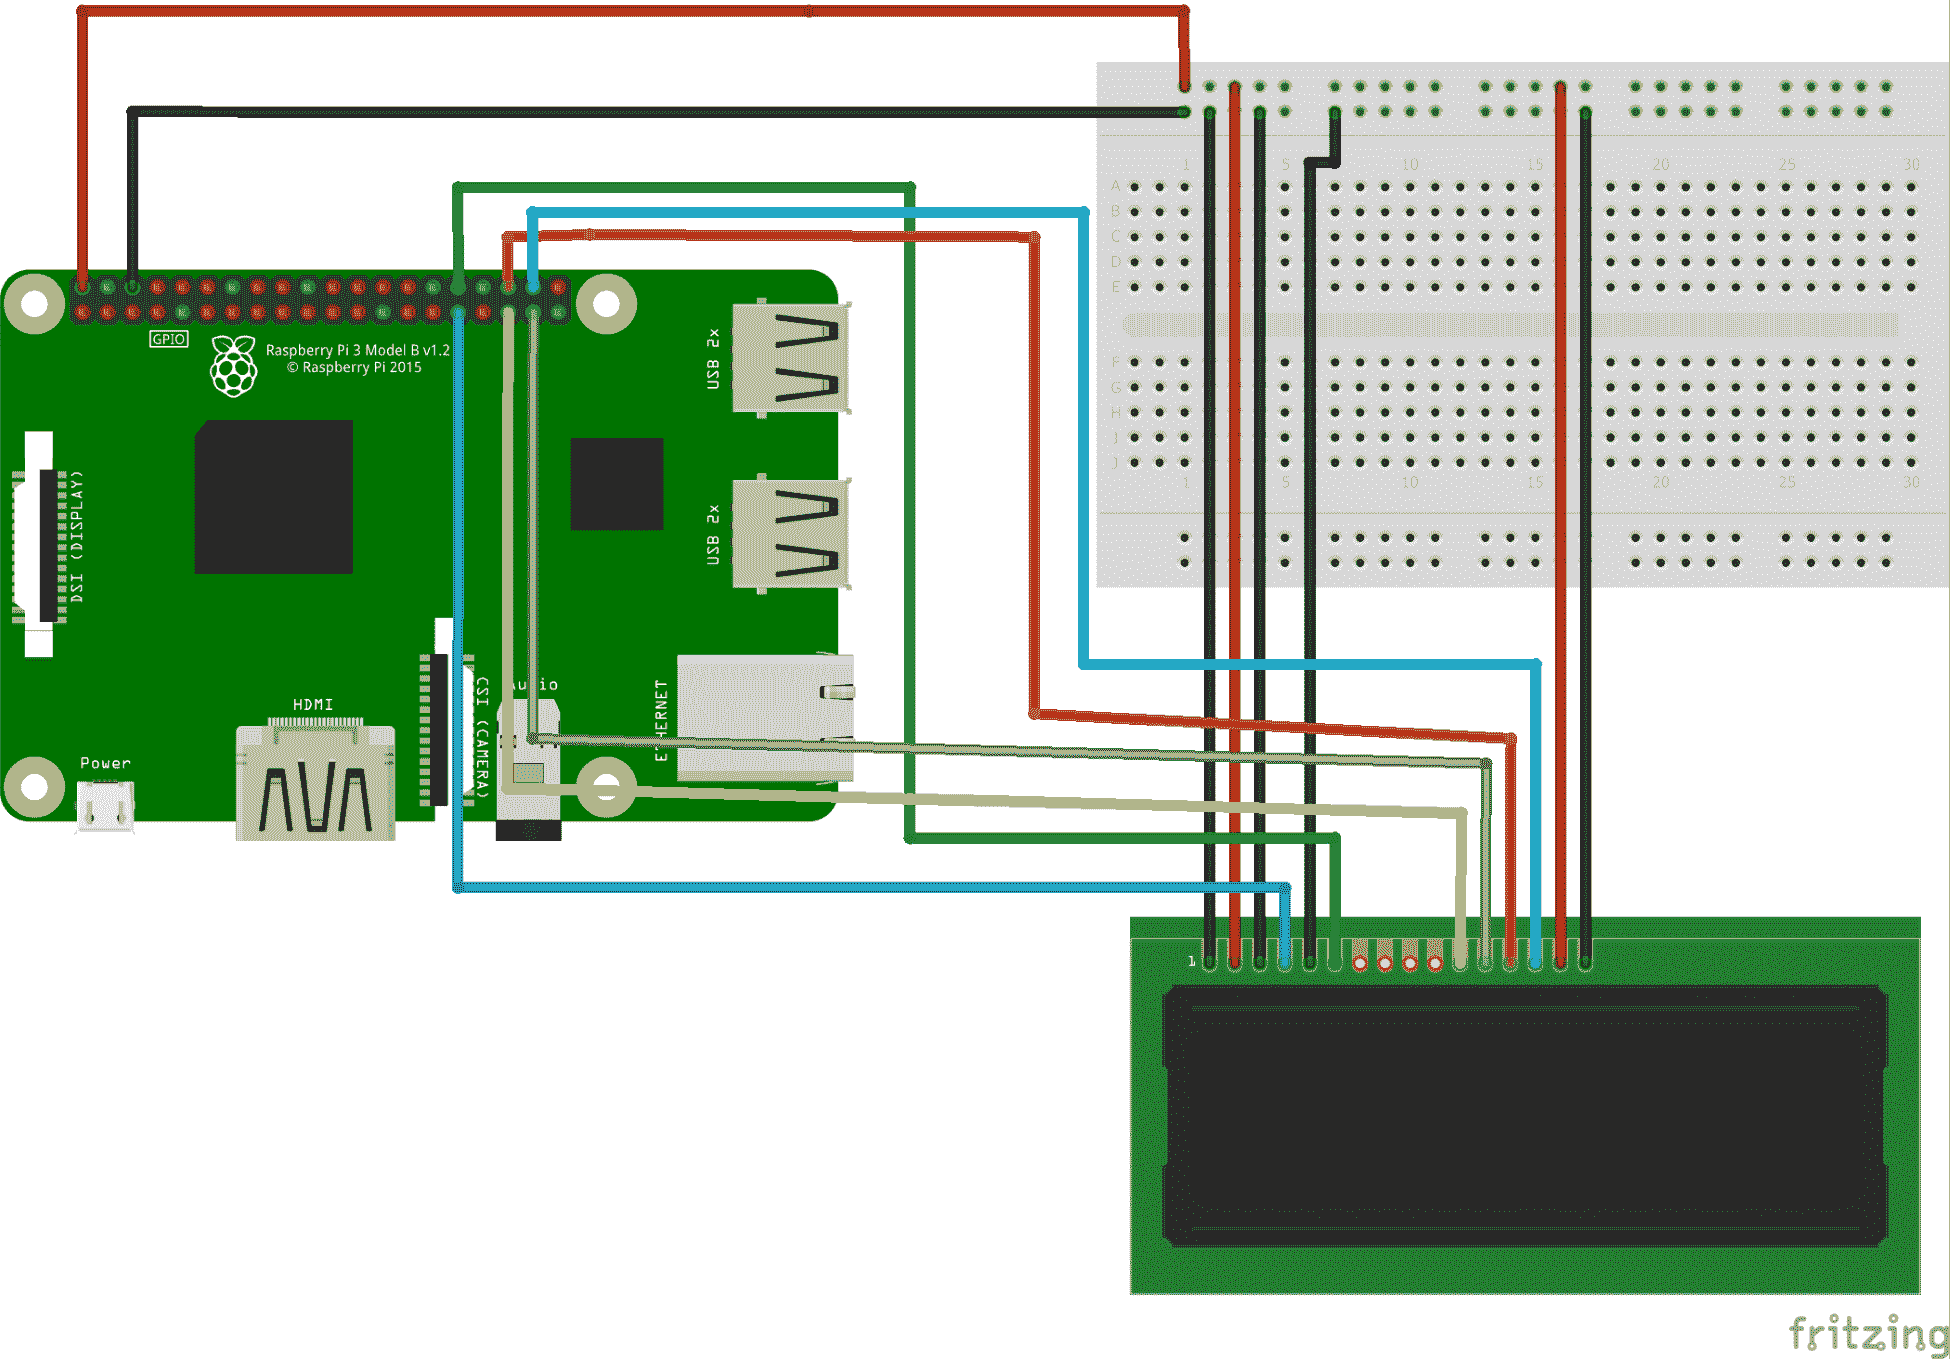 1 5 10 15 20 25 30
A
B
C
D
E
F
G
H
I
J
1 5 10 15 20 25 30
GPIO
Raspberry Pi 3 Model B v1.2
© Raspberry Pi 2015
USB 2x
USB 2x
DSI (DISPLAY)
CSI (CAMERA)
Audio
ETHERNET
HDMI
Power
1
fritzing